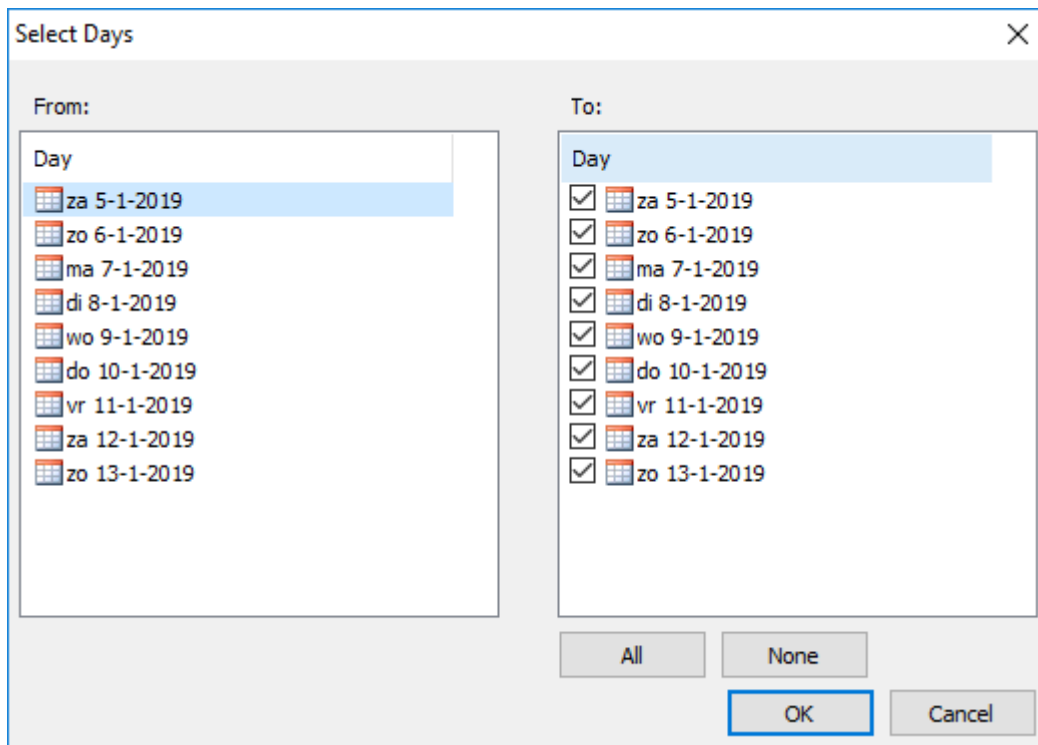 Select Days
From:
Day
za 5-1-2019
zo 6-1-2019
ma 7-1-2019
di 8-1-2019
wo 9-1-2019
do 10-1-2019
vr 11-1-2019
za 12-1-2019
zo 13-1-2019
To:
Day
za 5-1-2019
zo 6-1-2019
ma 7-1-2019
di 8-1-2019
wo 9-1-2019
do 10-1-2019
vr 11-1-2019
za 12-1-2019
zo 13-1-2019
All
None
OK
Cancel